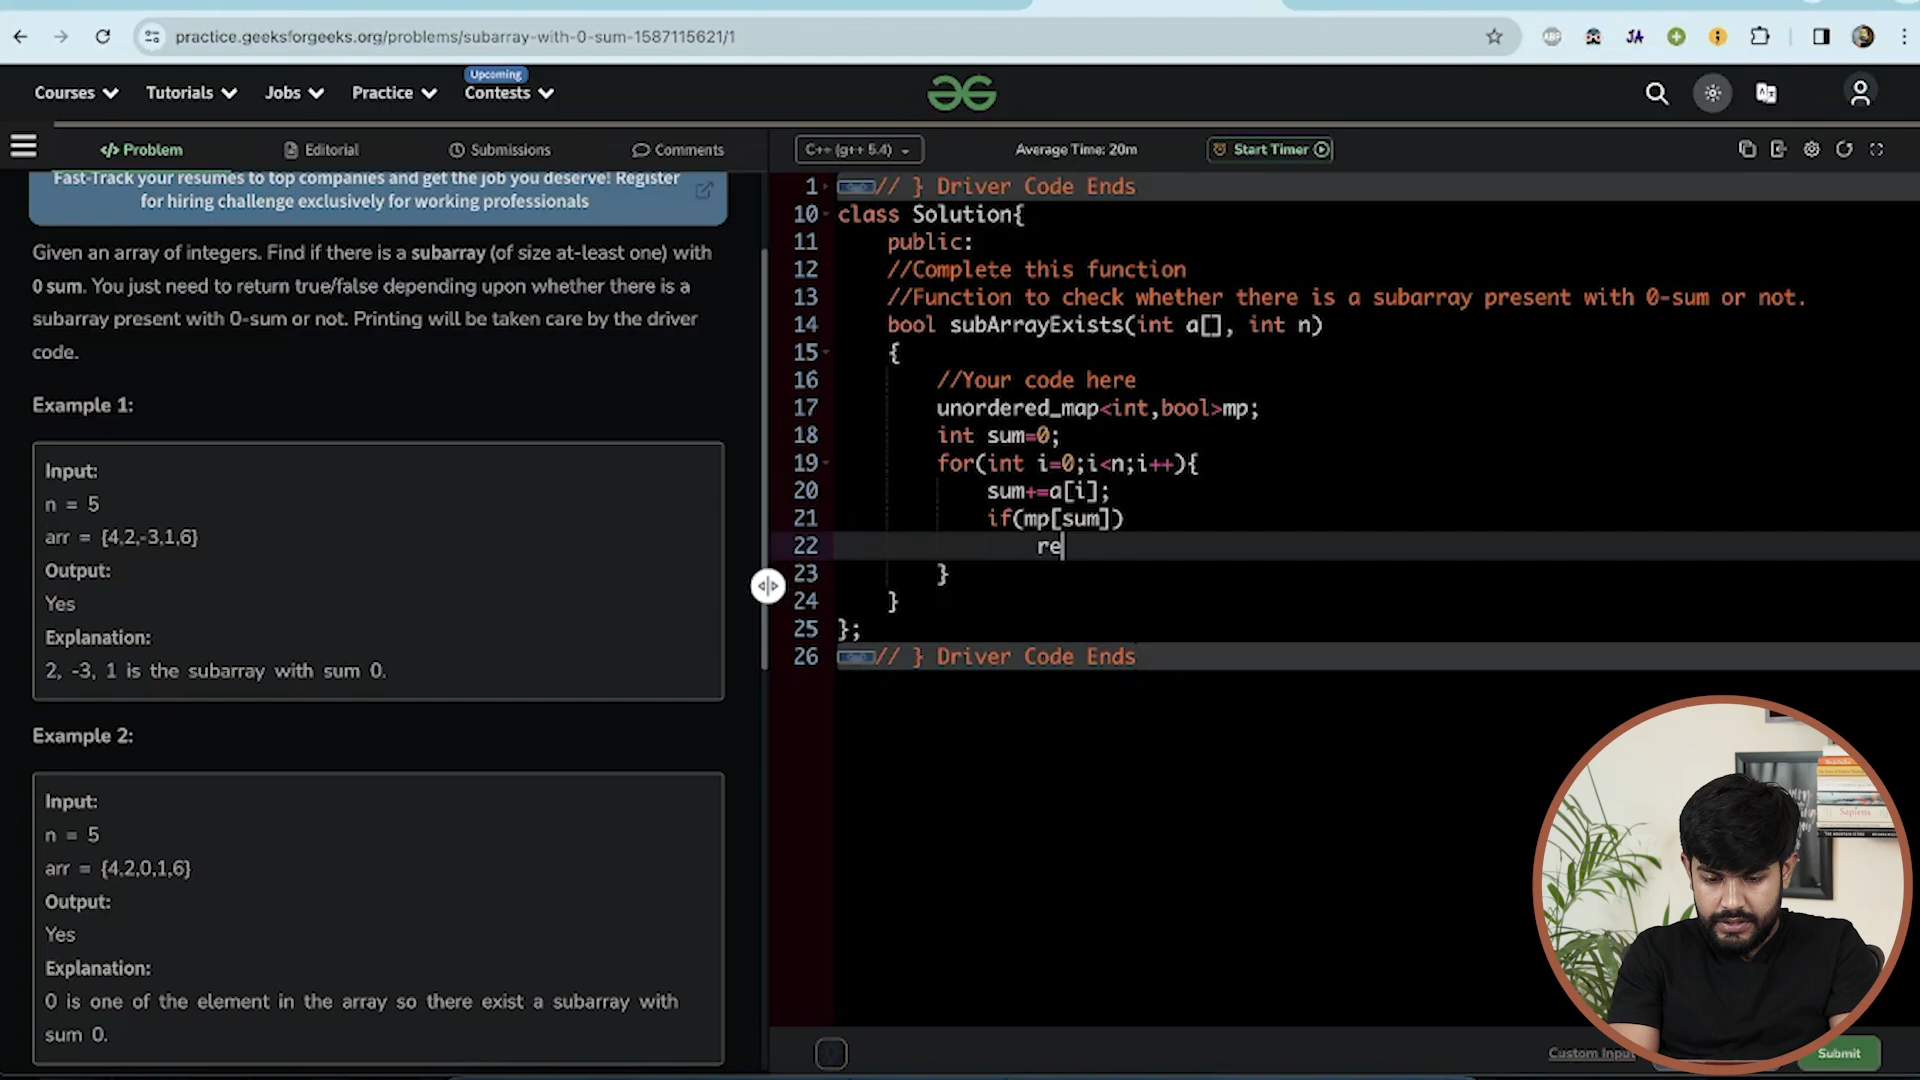 practice.geeksforgeeks.org/problems/subarray-with-0-sum-1587115621/1
Upcoming
Courses Tutorials Jobs Practice Contests
</> Problem Editorial Submissions Comments
Fast-Track your resumes to top companies and get the job you deserve! Register
for hiring challenge exclusively for working professionals
Given an array of integers. Find if there is a subarray (of size at-least one) with
0 sum. You just need to return true/false depending upon whether there is a
subarray present with 0-sum or not. Printing will be taken care by the driver
code.
Example 1:
Input:
n = 5
arr = {4,2,-3,1,6}
Output:
Yes
Explanation:
2, -3, 1 is the subarray with sum 0.
Example 2:
Input:
n = 5
arr = {4,2,0,1,6}
Output:
Yes
Explanation:
0 is one of the element in the array so there exist a subarray with
sum 0.
C++ (g++ 5.4) Average Time: 20m Start Timer
1 // } Driver Code Ends
10 class Solution{
11 public:
12 //Complete this function
13 //Function to check whether there is a subarray present with 0-sum or not.
14 bool subArrayExists(int a[], int n)
15 {
16 //Your code here
17 unordered_map<int,bool>mp;
18 int sum=0;
19 for(int i=0;i<n;i++){
20 sum+=a[i];
21 if(mp[sum])
22 re
23 }
24 }
25 };
26 // } Driver Code Ends
Sapiens
Custom Input
Submit